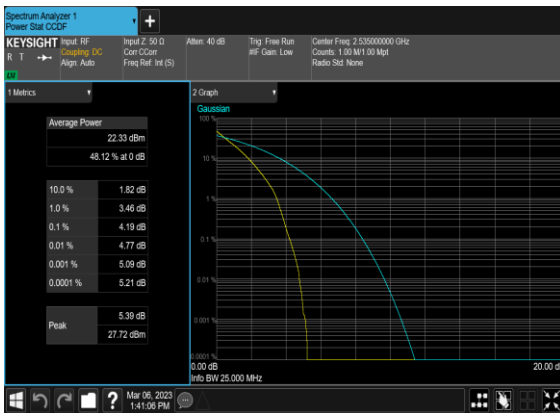 Spectrum Analyzer 1
Power Stat CCDF
KEYSIGHT
R T
LV
Input: RF
Coupling: DC
Align: Auto
Input Z: 50 Ω
Corr CCorr
Freq Ref: Int (S)
Atten: 40 dB
Trig: Free Run
#IF Gain: Low
Center Freq: 2.535000000 GHz
Counts: 1.00 M/1.00 Mpt
Radio Std: None
1 Metrics
Average Power
22.33 dBm
48.12 % at 0 dB
10.0 % 1.82 dB
1.0 % 3.46 dB
0.1 % 4.19 dB
0.01 % 4.77 dB
0.001 % 5.09 dB
0.0001 % 5.21 dB
Peak
5.39 dB
27.72 dBm
2 Graph
Gaussian
100 %
10 %
1 %
0.1 %
0.01 %
0.001 %
0.0001 %
0.00 dB
20.00 d
Info BW 25.000 MHz
?
Mar 06, 2023
1:41:06 PM